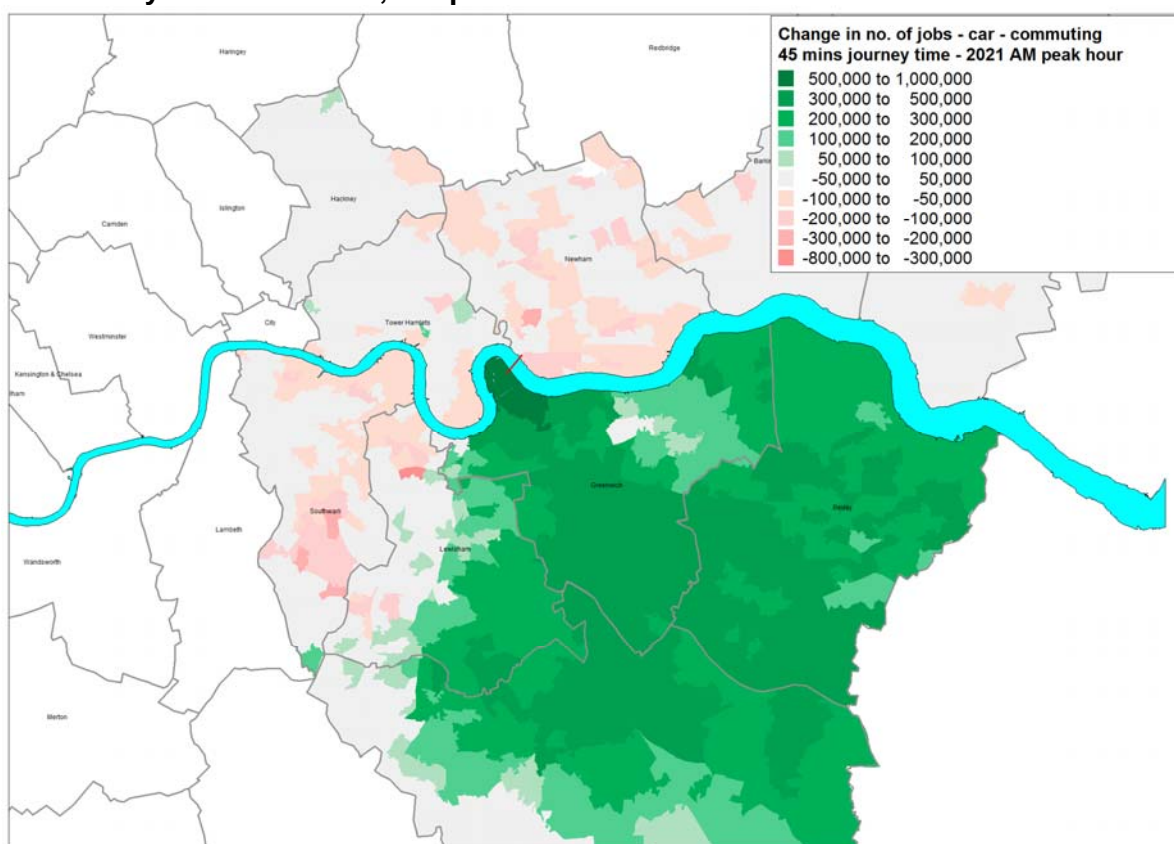 Change in no. of jobs - car - commuting
45 mins journey time - 2021 AM peak hour
500,000 to 1,000,000
300,000 to 500,000
200,000 to 300,000
100,000 to 200,000
50,000 to 100,000
-50,000 to 50,000
-100,000 to -50,000
-200,000 to -100,000
-300,000 to -200,000
-800,000 to -300,000
Haringey
Redbridge
Hackney
Islington
Camden
Newham
City
Tower Hamlets
Westminster
Kensington & Chelsea
Greenwich
Bexley
Southwark
Lambeth
Lewisham
Wandsworth
Merton